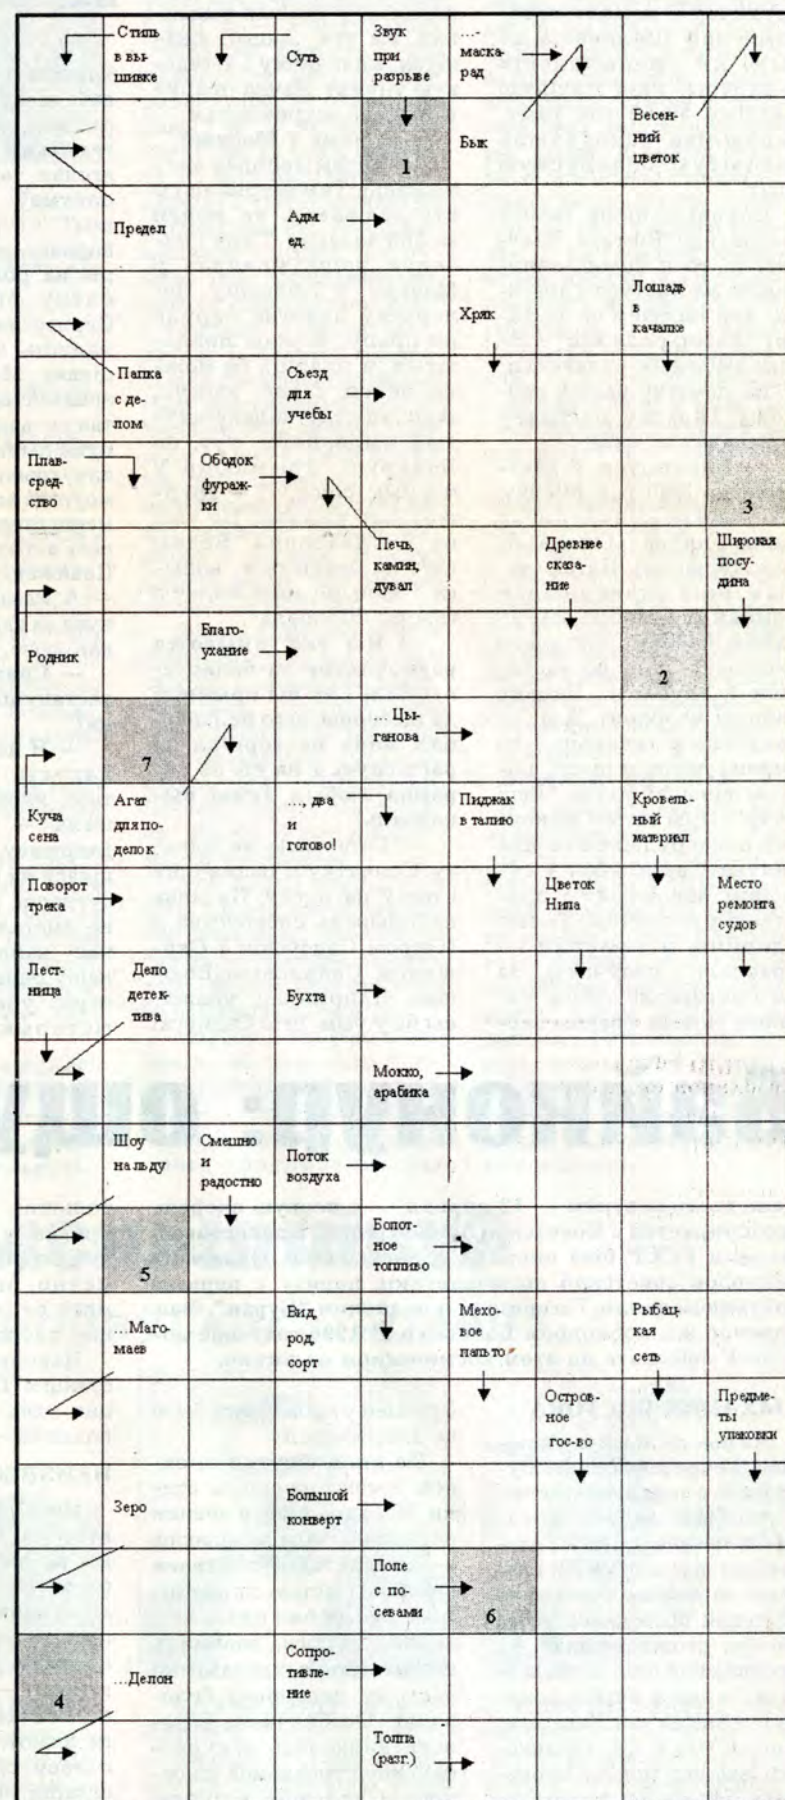 Стиль
в вы-
шивке
Суть
Звук
при
разрыве
...-
маска-
рад
1
Бык
Весен-
ний
цветок
Предел
Адм.
ед.
Хряк
Лошадь
в
качалке
Папка
с де-
лом
Съезд
для
учебы
Плав-
сред-
ство
Ободок
фураж-
ки
3
Печь,
камин,
дувал
Древнее
сказа-
ние
Широкая
посу-
дина
Родник
Благо-
ухание
2
7
Цы-
ганова
Куча
сена
Агат
для по-
делок
..., два
и
готово!
Пиджак
в талию
Кровель-
ный
материал
Поворот
трека
Цветок
Нила
Место
ремонта
судов
Лест-
ница
Дело
детек-
тива
Бухта
Мокко,
арабика
Шоу
на льду
Смешно
и
радостно
Поток
воздуха
5
Болот-
ное
топливо
Маго-
маев
Вид,
род,
сорт
Мехо-
вое
пальто
Рыбац-
кая
сеть
Остров-
ное
гос-во
Предме-
ты
упаковки
Зеро
Большой
конверт
Поле
с по-
севами
6
4
...Делон
Сопро-
тивле-
ние
Толпа
(разг.)